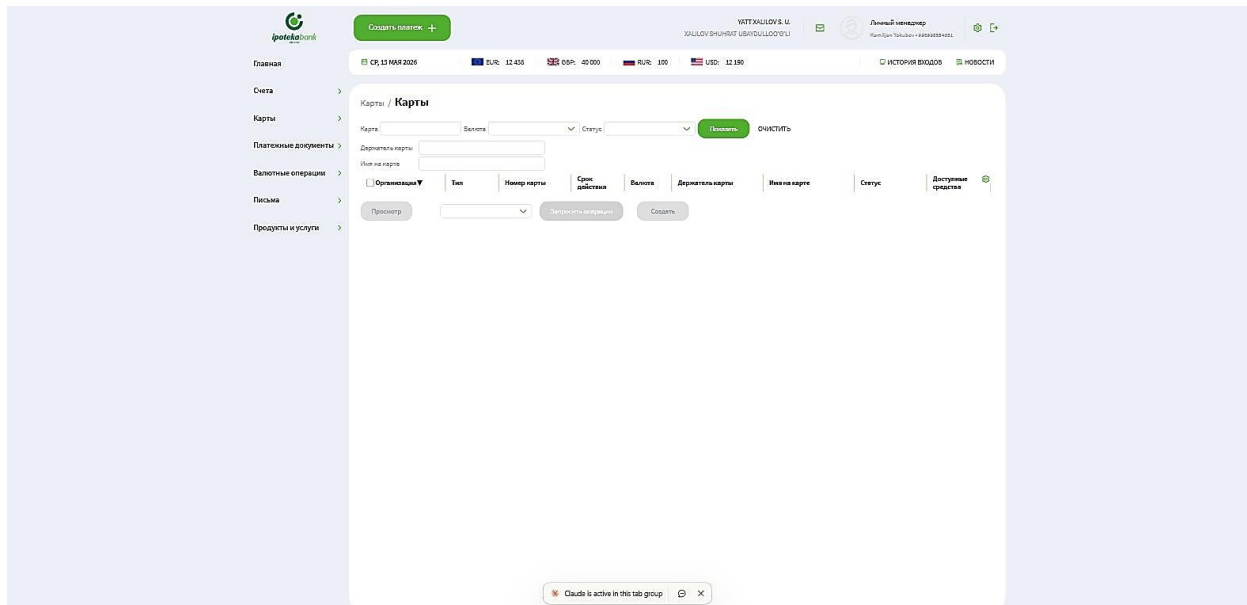 ipotekabank
Создать платеж +
YATT XALILOV S. U.
XALILOV SHUHRAT UBAYDULLOO'G'LI
Личный менеджер
Главная
СР, 13 МАЯ 2026
EUR: 12 435
GBP: 40 000
RUR: 100
USD: 12 190
ИСТОРИЯ ВХОДОВ
НОВОСТИ
Счета
Карты
Платежные документы
Валютные операции
Письма
Продукты и услуги
Карты / Карты
Карта
Валюта
Статус
Показать
ОЧИСТИТЬ
Держатель карты
Имя на карте
Организация▼
Тип
Номер карты
Срок действия
Валюта
Держатель карты
Имя на карте
Статус
Доступные средства
Просмотр
Запросить операции
Создать
Claude is active in this tab group